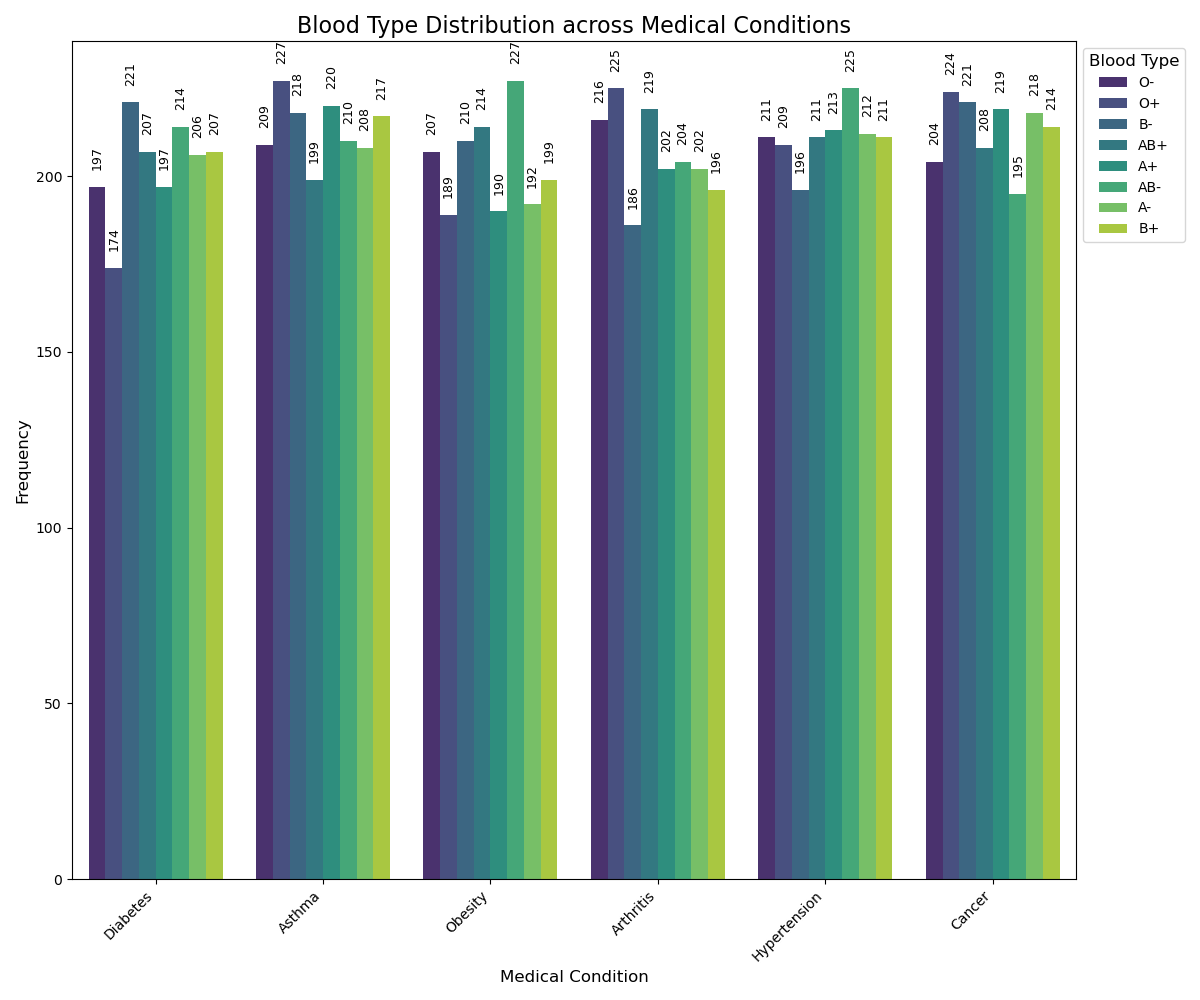 Blood Type Distribution across Medical Conditions
Frequency
200
150
100
50
0
197
174
221
207
197
214
206
207
209
227
218
199
220
210
208
217
207
189
210
214
190
227
192
199
216
225
186
219
202
204
202
196
211
209
196
211
213
225
212
211
204
224
221
208
219
195
218
214
Diabetes
Asthma
Obesity
Arthritis
Hypertension
Cancer
Medical Condition
Blood Type
O-
O+
B-
AB+
A+
AB-
A-
B+